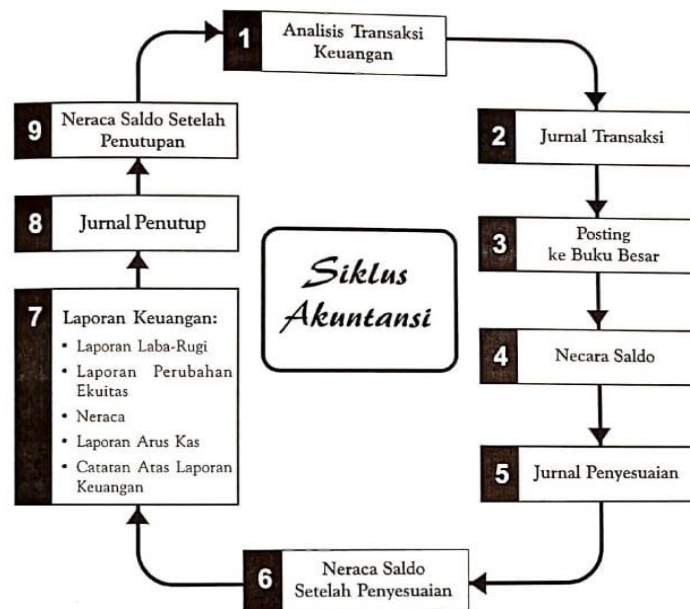 1 Analisis Transaksi
Keuangan
2 Jurnal Transaksi
3 Posting
ke Buku Besar
4 Necara Saldo
5 Jurnal Penyesuaian
6 Neraca Saldo
Setelah Penyesuaian
7 Laporan Keuangan:
• Laporan Laba-Rugi
• Laporan Perubahan
Ekuitas
• Neraca
• Laporan Arus Kas
• Catatan Atas Laporan
Keuangan
8 Jurnal Penutup
9 Neraca Saldo Setelah
Penutupan
Siklus
Akuntansi